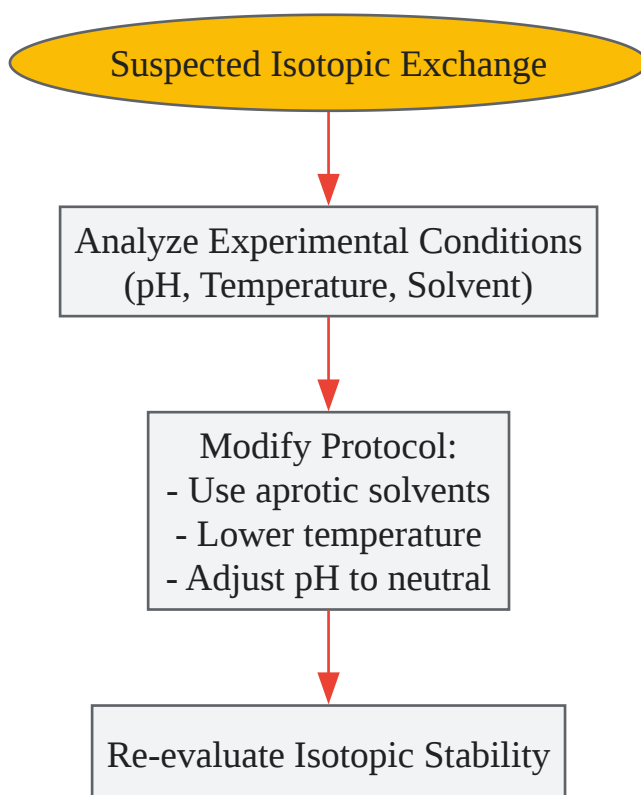 Suspected Isotopic Exchange
Analyze Experimental Conditions
(pH, Temperature, Solvent)
Modify Protocol:
- Use aprotic solvents
- Lower temperature
- Adjust pH to neutral
Re-evaluate Isotopic Stability